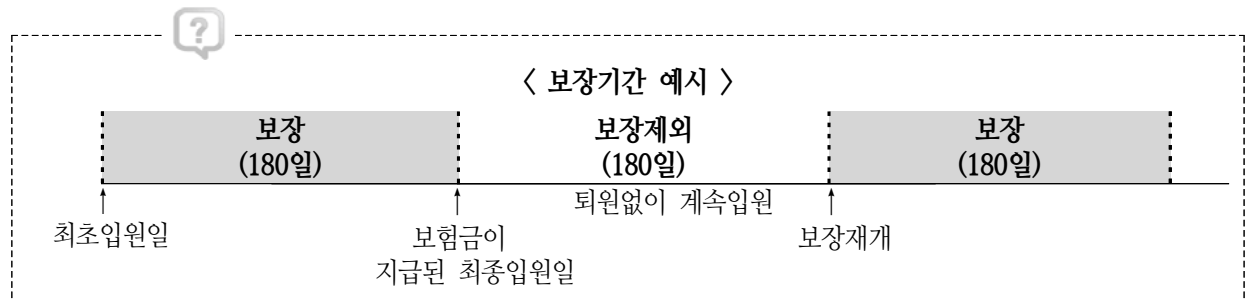 ?
〈 보장기간 예시 〉
보장 보장제외 보장
(180일) (180일) (180일)
퇴원없이 계속입원
최초입원일 보험금이 보장재개
지급된 최종입원일